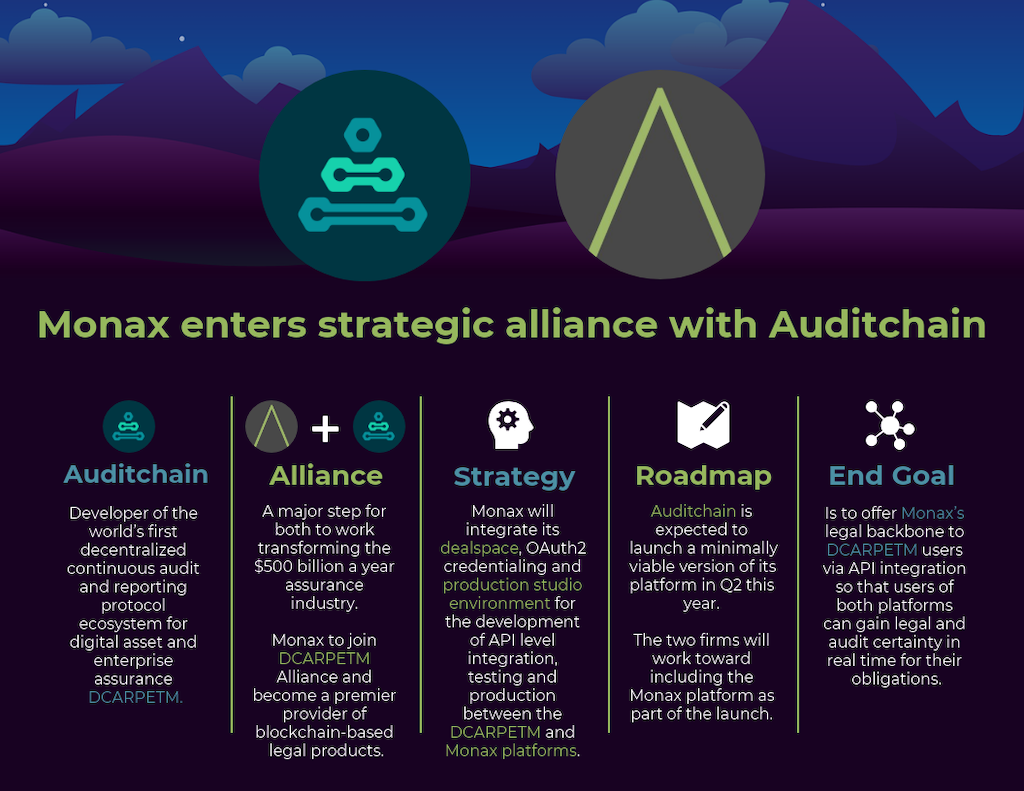 Monax enters strategic alliance with Auditchain
Auditchain
Developer of the
world's first
decentralized
continuous audit
and reporting
protocol
ecosystem for
digital asset and
enterprise
assurance
DCARPETM.
+
Alliance
A major step for
both to work
transforming the
$500 billion a year
assurance
industry.
Monax to join
DCARPETM
Alliance and
become a premier
provider of
blockchain-based
legal products.
Strategy
Monax will
integrate its
dealspace, OAuth2
credentialing and
production studio
environment for
the development
of API level
integration,
testing and
production
between the
DCARPETM and
Monax platforms.
Roadmap
Auditchain is
expected to
launch a minimally
viable version of its
platform in Q2 this
year.
The two firms will
work toward
including the
Monax platform as
part of the launch.
End Goal
Is to offer Monax's
legal backbone to
DCARPETM users
via API integration
so that users of
both platforms
can gain legal and
audit certainty in
real time for their
obligations.